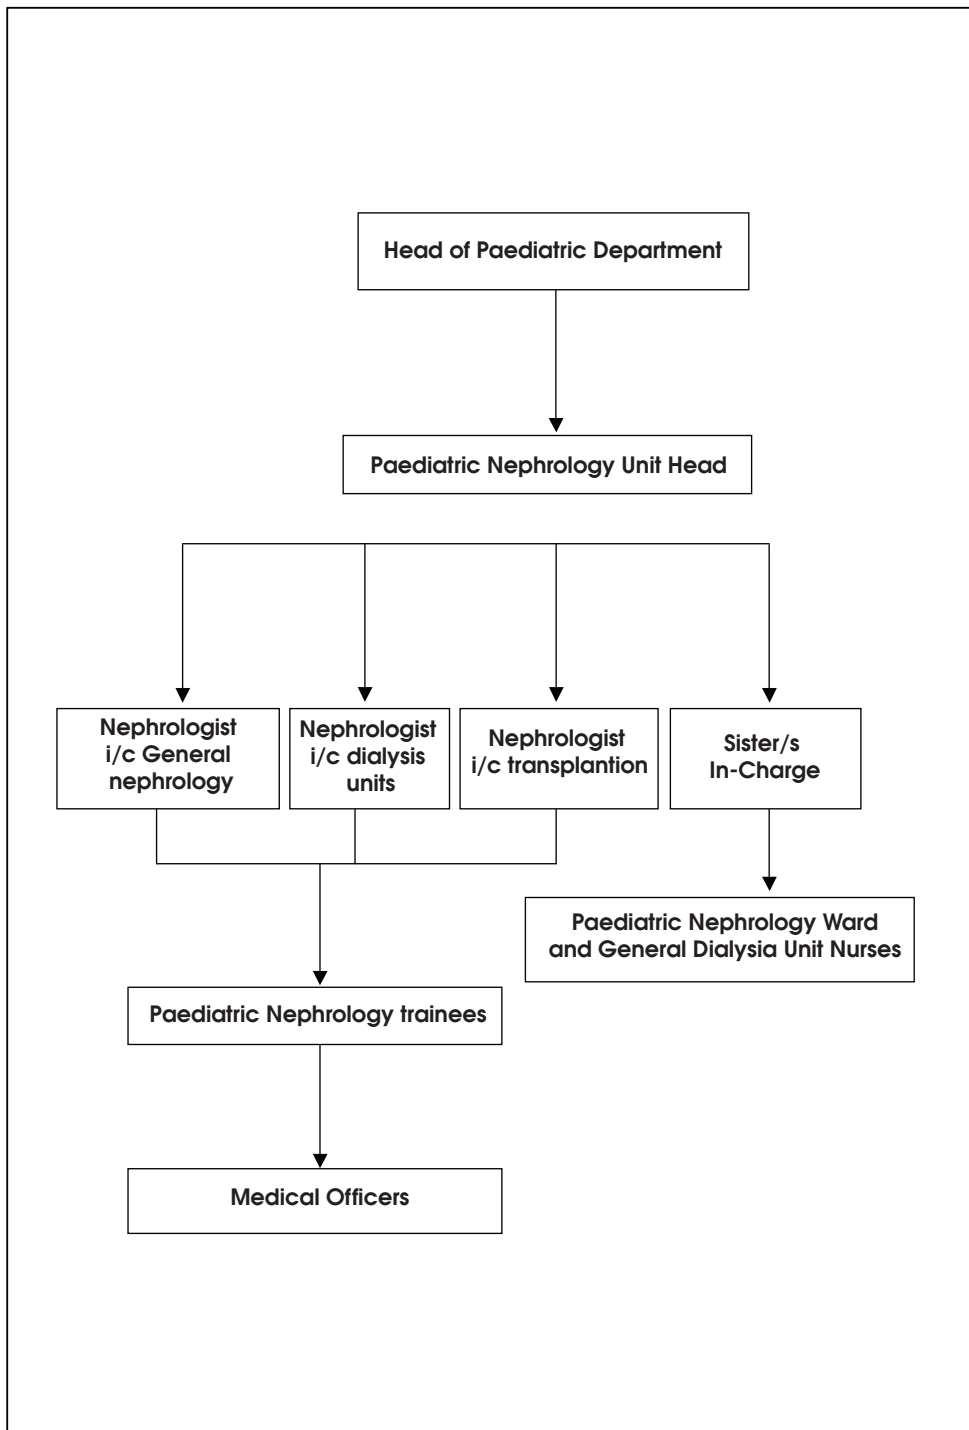 Head of Paediatric Department
Paediatric Nephrology Unit Head
Nephrologist
i/c General
nephrology
Nephrologist
i/c dialysis
units
Nephrologist
i/c transplantion
Sister/s
In-Charge
Paediatric Nephrology Ward
and General Dialysia Unit Nurses
Paediatric Nephrology trainees
Medical Officers